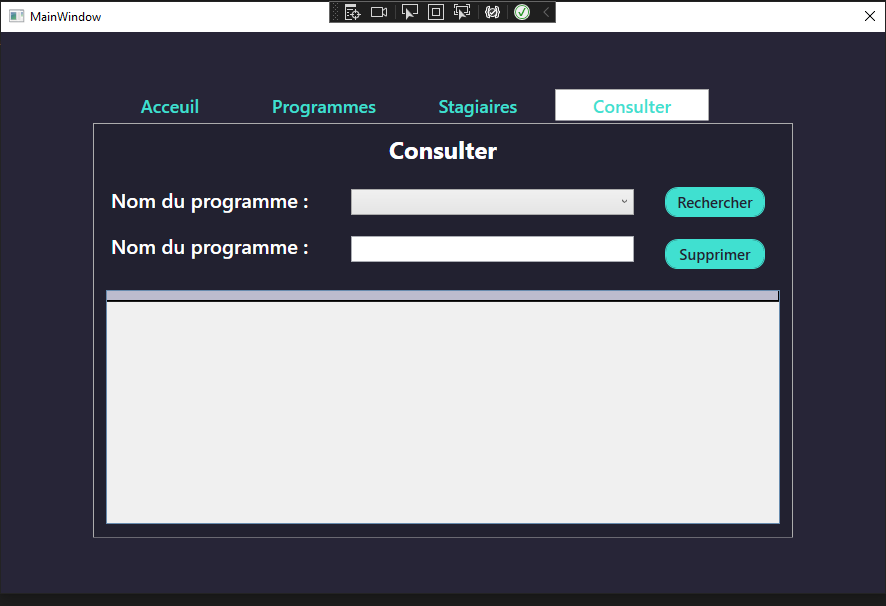 MainWindow
Acceuil
Programmes
Stagiaires
Consulter
Consulter
Nom du programme :
Rechercher
Nom du programme :
Supprimer